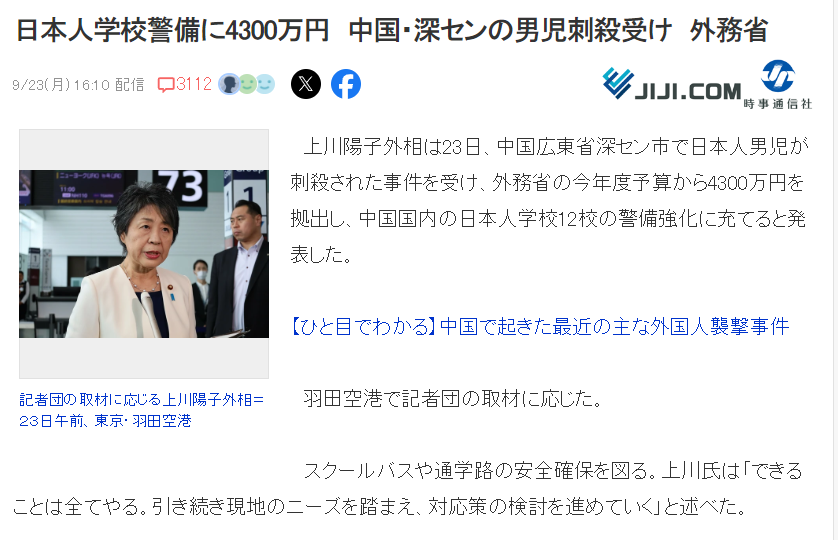 日本人学校警備に4300万円　中国・深センの男児刺殺受け　外務省
9/23(月) 16:10 配信
3112
JIJI.COM
時事通信社
73
1
上川陽子外相は23日、中国広東省深セン市で日本人男児が
刺殺された事件を受け、外務省の今年度予算から4300万円を
拠出し、中国国内の日本人学校12校の警備強化に充てると発
表した。
【ひと目でわかる】中国で起きた最近の主な外国人襲撃事件
記者団の取材に応じる上川陽子外相＝
２３日午前、東京・羽田空港
羽田空港で記者団の取材に応じた。
スクールバスや通学路の安全確保を図る。上川氏は「できる
ことは全てやる。引き続き現地のニーズを踏まえ、対応策の検討を進めていく」と述べた。